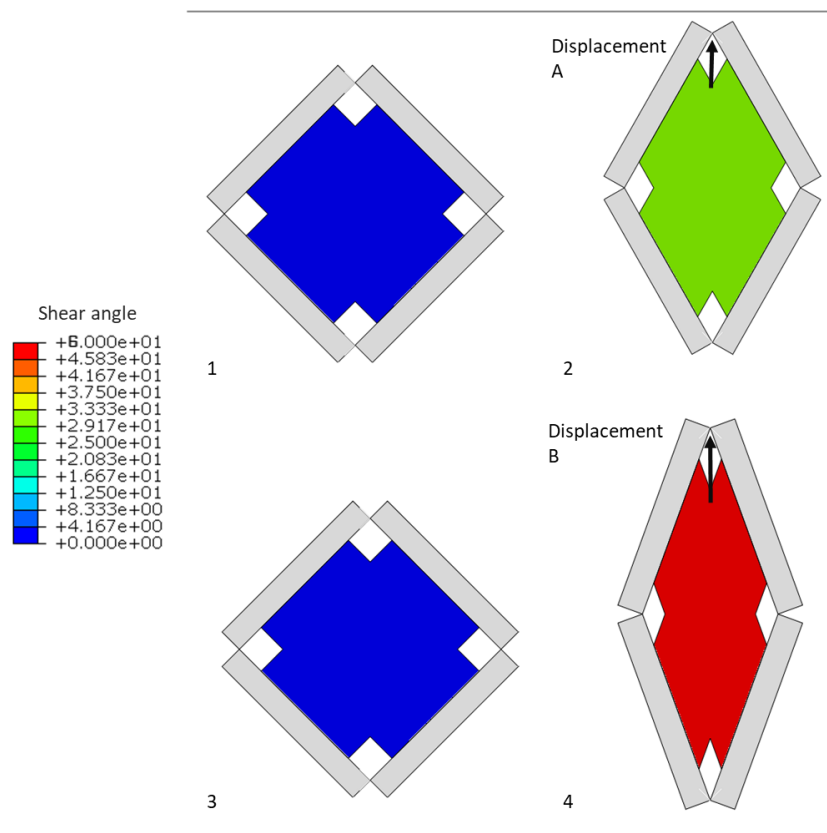 Displacement
A
Shear angle
+5.000e+01
+4.583e+01
+4.167e+01
+3.750e+01
+3.333e+01
+2.917e+01
+2.500e+01
+2.083e+01
+1.667e+01
+1.250e+01
+8.333e+00
+4.167e+00
+0.000e+00
1
2
Displacement
B
3
4